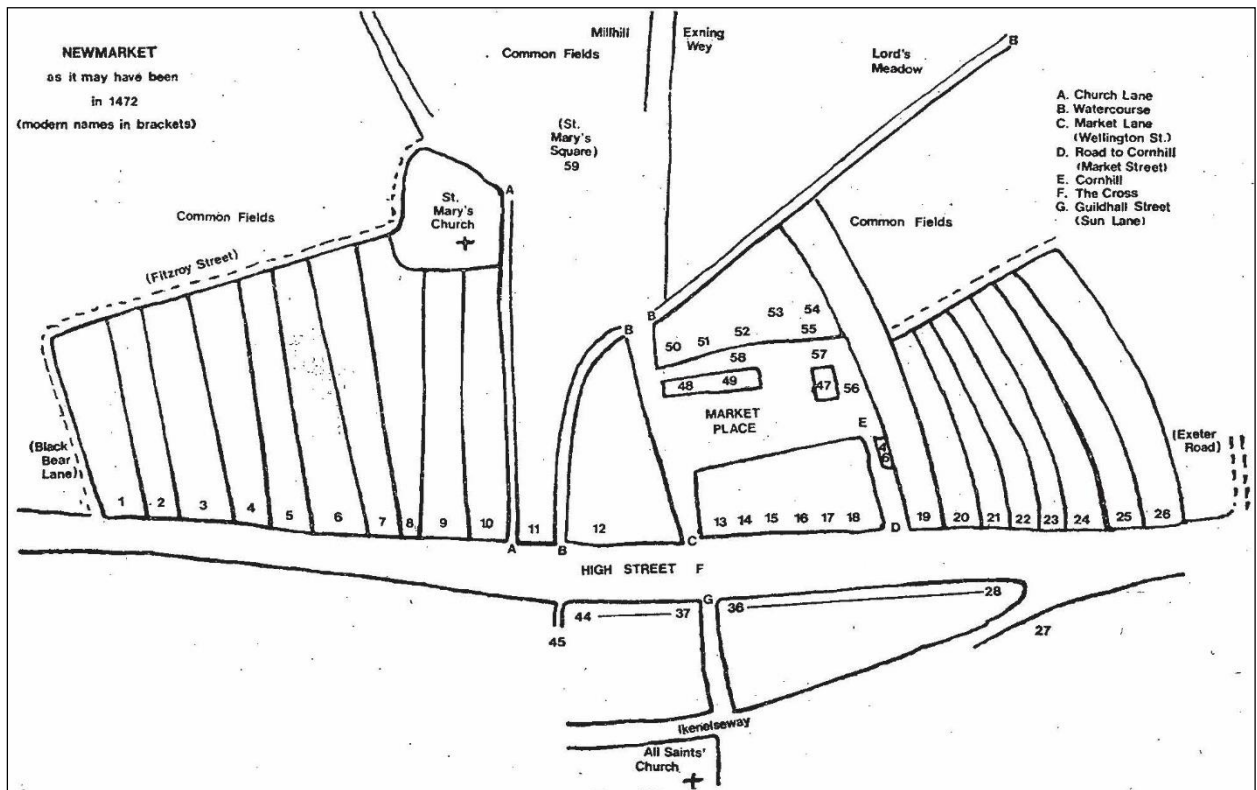 NEWMARKET
as it may have been
in 1472
(modern names in brackets)
Millhill
Common Fields
Exning
Wey
Lord's
Meadow
B
A. Church Lane
B. Watercourse
C. Market Lane
(Wellington St.)
D. Road to Cornhill
(Market Street)
E. Cornhill
F. The Cross
G. Guildhall Street
(Sun Lane)
(St.
Mary's
Square)
59
A
St.
Mary's
Church
Common Fields
Common Fields
(Fitzroy Street)
B
B
50 51 52 53 54
55
58
57
48 49
47
56
MARKET
PLACE
E
46
(Black
Bear
Lane)
(Exeter
Road)
1 2 3 4 5 6 7 8 9 10 11 12 13 14 15 16 17 18 19 20 21 22 23 24 25 26
A B C D
HIGH STREET F
G
44 37 36 28
45
27
Ikenelseway
All Saints'
Church